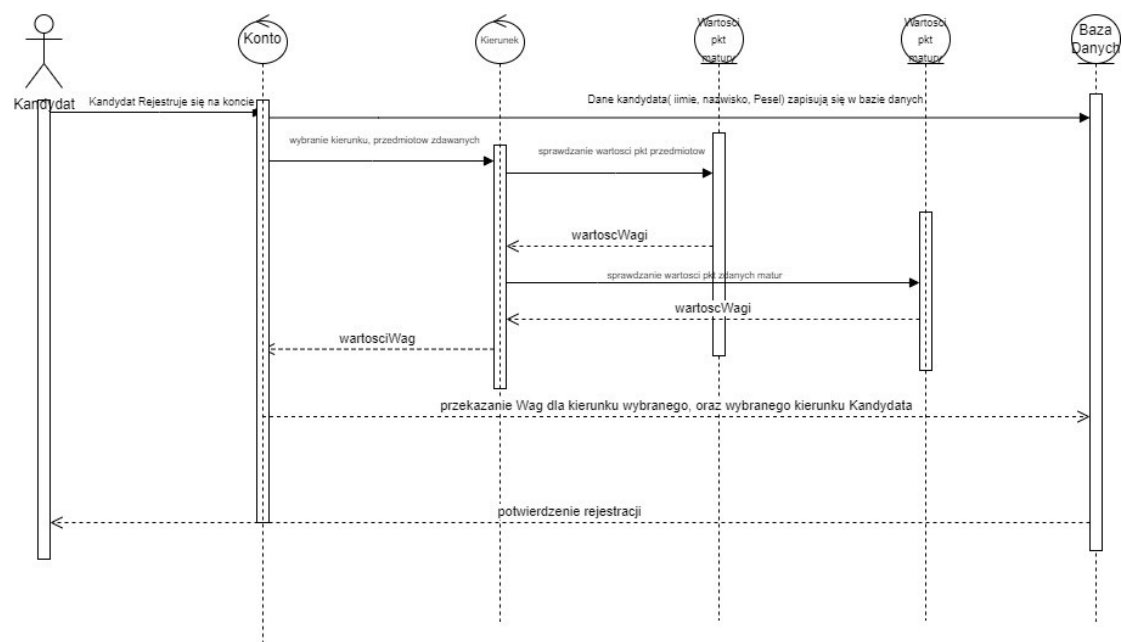 Konto
Kierunek
Wartosci
pkt
matury
Wartosci
pkt
matury
Baza
Danych
Kandydat
Kandydat Rejestruje się na koncie
Dane kandydata( iimie, nazwisko, Pesel) zapisują się w bazie danych
wybranie kierunku, przedmiotow zdawanych
sprawdzanie wartosci pkt przedmiotow
wartoscWagi
sprawdzanie wartosci pkt zdanych matur
wartoscWagi
wartosciWag
przekazanie Wag dla kierunku wybranego, oraz wybranego kierunku Kandydata
potwierdzenie rejestracji